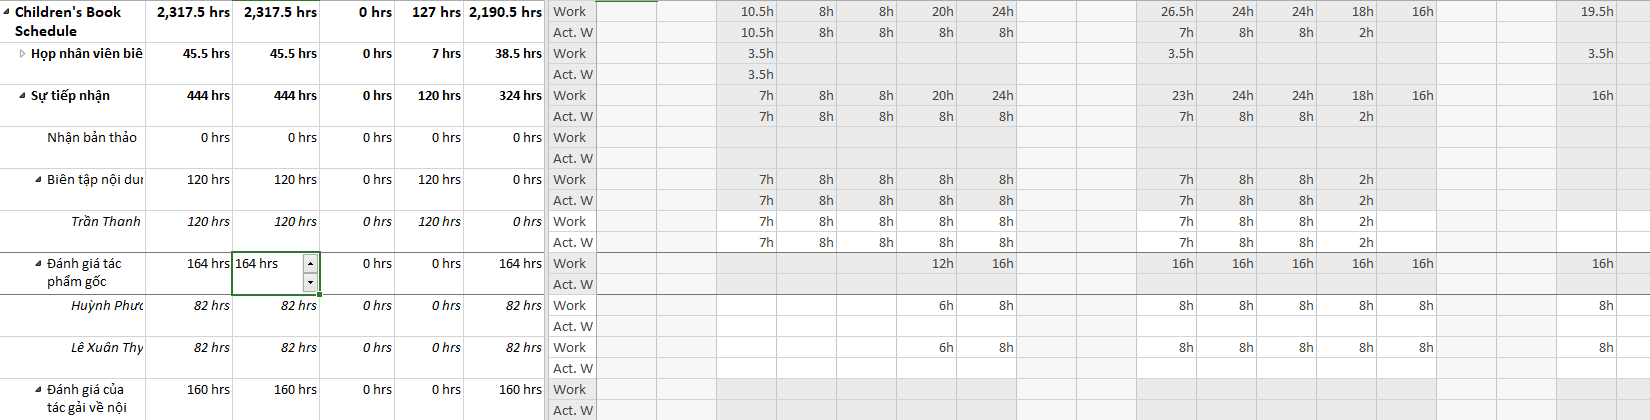 Children's Book 2,317.5 hrs 2,317.5 hrs 0 hrs 127 hrs 2,190.5 hrs Work 10.5h 8h 8h 20h 24h 26.5h 24h 24h 18h 16h 19.5h
Schedule Act. W 10.5h 8h 8h 8h 8h 7h 8h 8h 2h
Họp nhân viên biê 45.5 hrs 45.5 hrs 0 hrs 7 hrs 38.5 hrs Work 3.5h 3.5h 3.5h
Act. W 3.5h
Sự tiếp nhận 444 hrs 444 hrs 0 hrs 120 hrs 324 hrs Work 7h 8h 8h 20h 24h 23h 24h 24h 18h 16h 16h
Act. W 7h 8h 8h 8h 8h 7h 8h 8h 2h
Nhận bản thảo 0 hrs 0 hrs 0 hrs 0 hrs 0 hrs Work
Act. W
Biên tập nội dur 120 hrs 120 hrs 0 hrs 120 hrs 0 hrs Work 7h 8h 8h 8h 8h 7h 8h 8h 2h
Act. W 7h 8h 8h 8h 8h 7h 8h 8h 2h
Trần Thanh 120 hrs 120 hrs 0 hrs 120 hrs 0 hrs Work 7h 8h 8h 8h 8h 7h 8h 8h 2h
Act. W 7h 8h 8h 8h 8h 7h 8h 8h 2h
Đánh giá tác 164 hrs 164 hrs 0 hrs 0 hrs 164 hrs Work 12h 16h 16h 16h 16h 16h 16h 16h
phẩm gốc Act. W
Huỳnh Phươ 82 hrs 82 hrs 0 hrs 0 hrs 82 hrs Work 6h 8h 8h 8h 8h 8h 8h 8h
Act. W
Lê Xuân Thy 82 hrs 82 hrs 0 hrs 0 hrs 82 hrs Work 6h 8h 8h 8h 8h 8h 8h 8h
Act. W
Đánh giá của 160 hrs 160 hrs 0 hrs 0 hrs 160 hrs Work
tác gải về nội Act. W